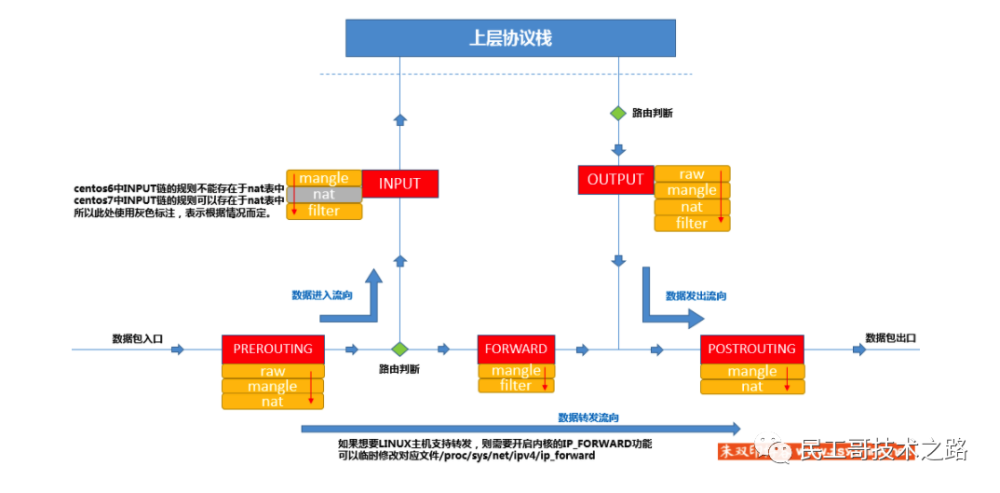 上层协议栈
路由判断
mangle
nat
filter
INPUT
OUTPUT
raw
mangle
nat
filter
centos6中INPUT链的规则不能存在于nat表中
centos7中INPUT链的规则可以存在于nat表中
所以此处使用灰色标注，表示根据情况而定。
数据进入流向
数据发出流向
数据包入口
PREROUTING
raw
mangle
nat
路由判断
FORWARD
mangle
filter
POSTROUTING
mangle
nat
数据包出口
数据转发流向
如果想要LINUX主机支持转发，则需要开启内核的IP_FORWARD功能
可以临时修改对应文件/proc/sys/net/ipv4/ip_forward
民工哥技术之路